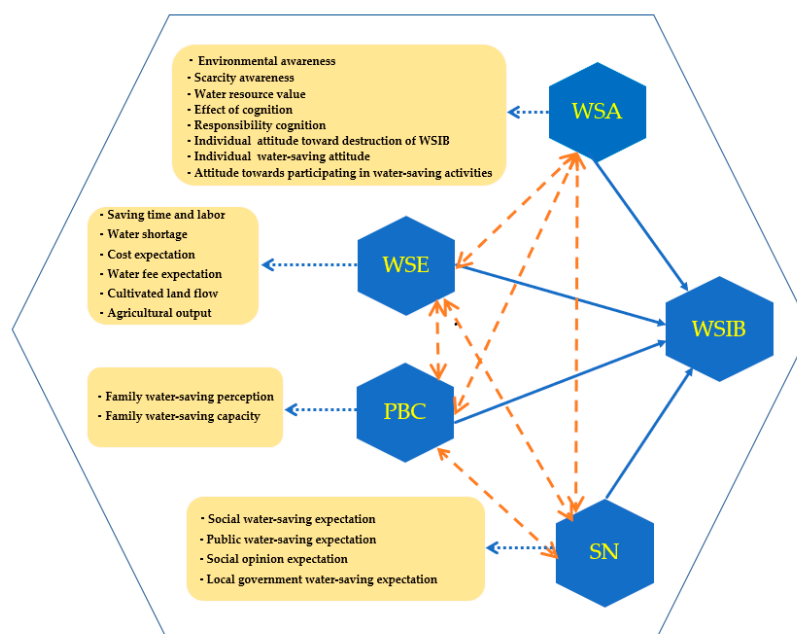 - Environmental awareness
- Scarcity awareness
- Water resource value
- Effect of cognition
- Responsibility cognition
- Individual attitude toward destruction of WSIB
- Individual water-saving attitude
- Attitude towards participating in water-saving activities
WSA
- Saving time and labor
- Water shortage
- Cost expectation
- Water fee expectation
- Cultivated land flow
- Agricultural output
WSE
WSIB
- Family water-saving perception
- Family water-saving capacity
PBC
- Social water-saving expectation
- Public water-saving expectation
- Social opinion expectation
- Local government water-saving expectation
SN